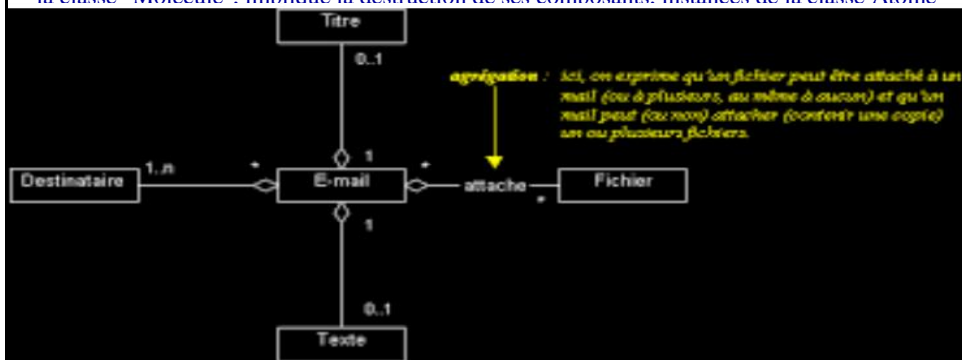 la classe "Molécule", implique la destruction de ses composants, instances de la classe Atome
Titre
0..1
agrégation : ici, on exprime qu'un fichier peut être attaché à un
mail (ou à plusieurs, au même à aucun) et qu'un
mail peut (ou non) attacher (contenir une copie)
un ou plusieurs fichiers.
1
Destinataire
1..n
*
E-mail
*
attache
*
Fichier
1
0..1
Texte